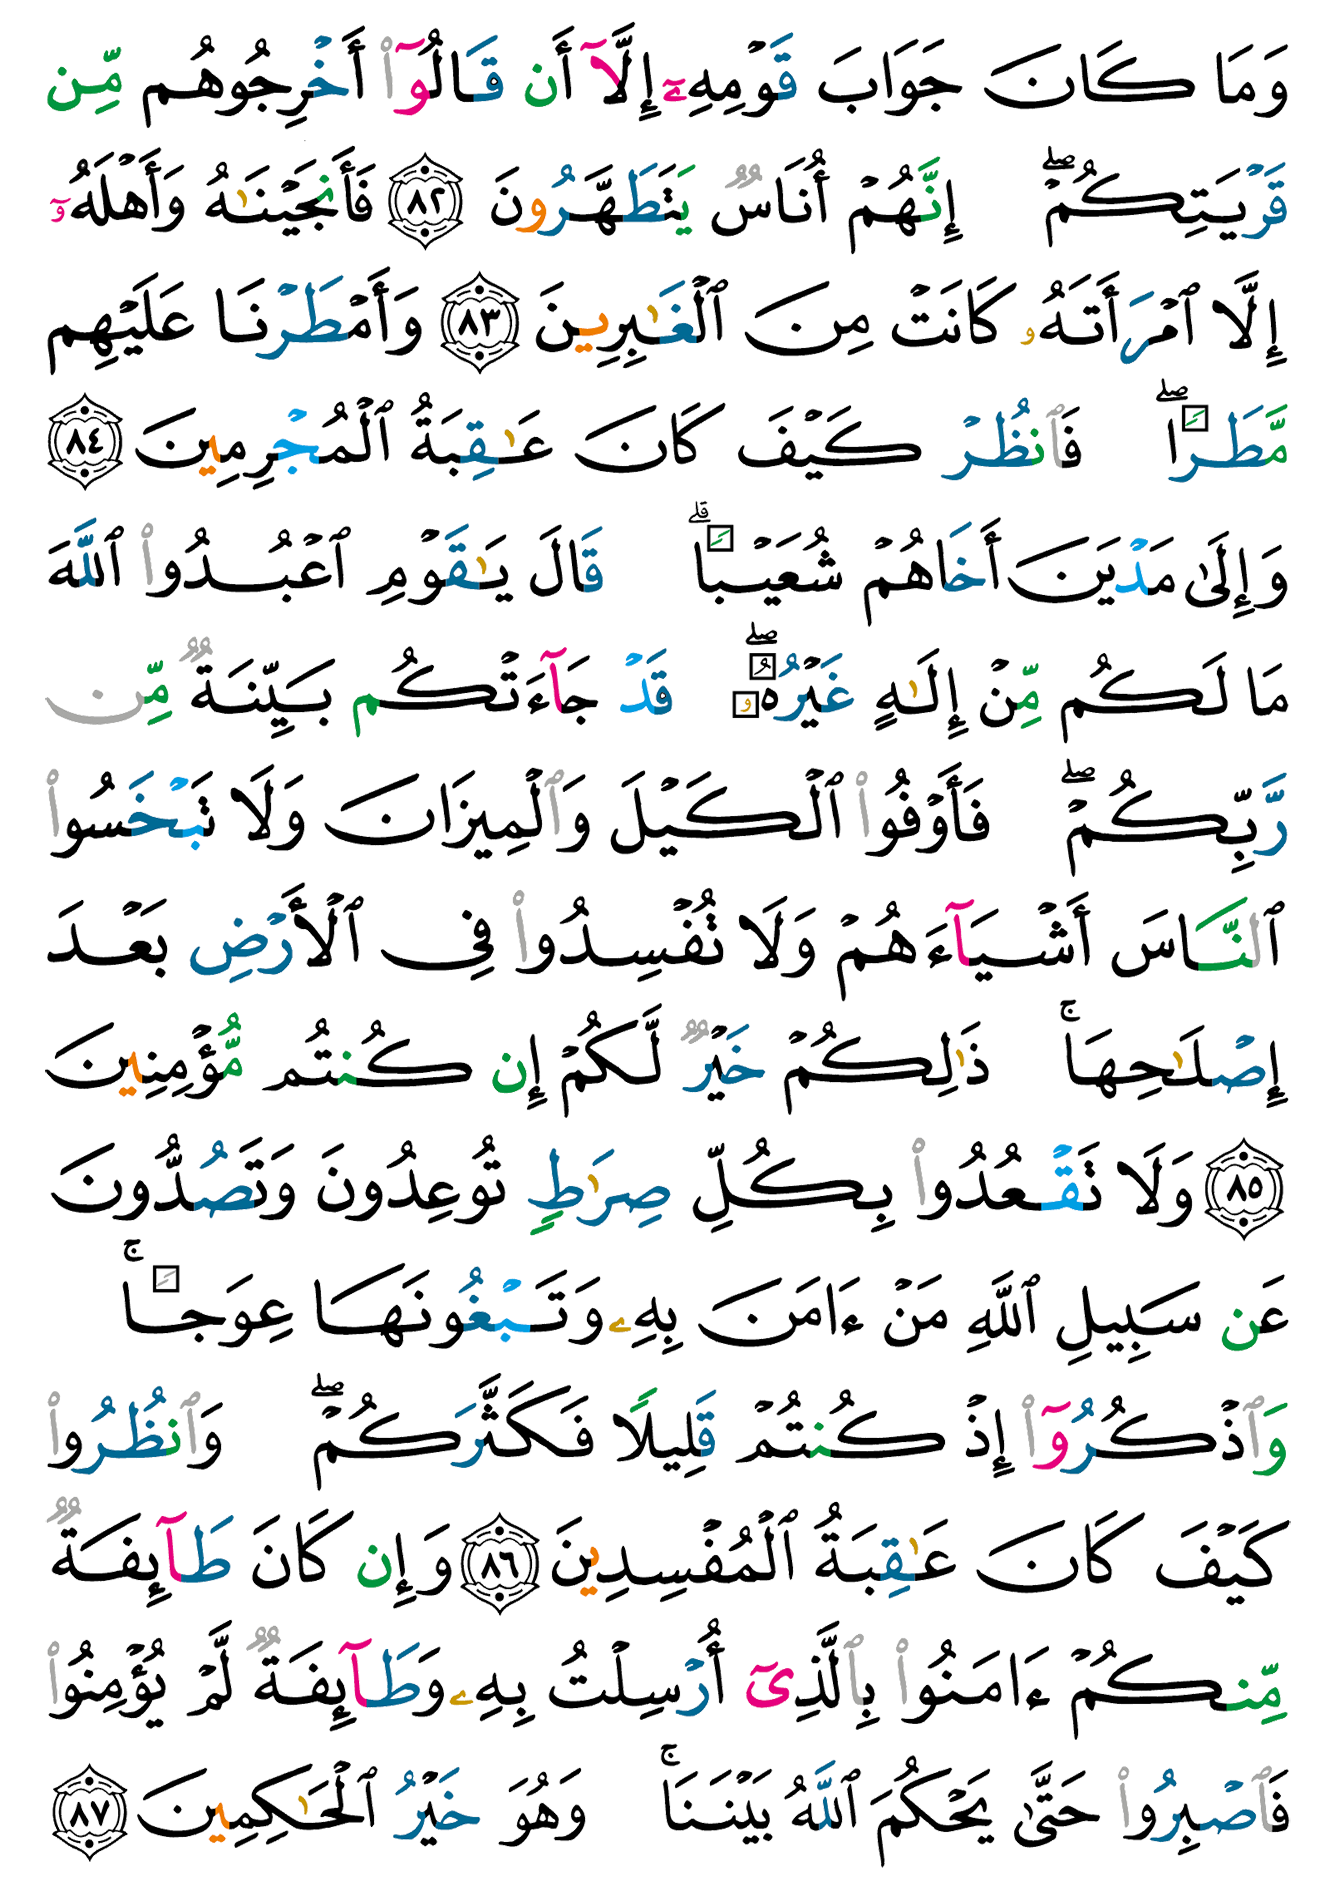 وَمَا كَانَ جَوَابَ قَوْمِهِۦٓ إِلَّآ أَن قَالُوٓا۟ أَخْرِجُوهُم مِّن
قَرْيَتِكُمْ ۖ إِنَّهُمْ أُنَاسٌ يَتَطَهَّرُونَ ٨٢ فَأَنجَيْنَـٰهُ وَأَهْلَهُۥٓ
إِلَّا ٱمْرَأَتَهُۥ كَانَتْ مِنَ ٱلْغَـٰبِرِينَ ٨٣ وَأَمْطَرْنَا عَلَيْهِم
مَّطَرًا ۖ فَٱنظُرْ كَيْفَ كَانَ عَـٰقِبَةُ ٱلْمُجْرِمِينَ ٨٤
وَإِلَىٰ مَدْيَنَ أَخَاهُمْ شُعَيْبًا ۗ قَالَ يَـٰقَوْمِ ٱعْبُدُوا۟ ٱللَّهَ
مَا لَكُم مِّنْ إِلَـٰهٍ غَيْرُهُۥ ۖ قَدْ جَآءَتْكُم بَيِّنَةٌ مِّن
رَّبِّكُمْ ۖ فَأَوْفُوا۟ ٱلْكَيْلَ وَٱلْمِيزَانَ وَلَا تَبْخَسُوا۟
ٱلنَّاسَ أَشْيَآءَهُمْ وَلَا تُفْسِدُوا۟ فِى ٱلْأَرْضِ بَعْدَ
إِصْلَـٰحِهَا ۚ ذَٰلِكُمْ خَيْرٌ لَّكُمْ إِن كُنتُم مُّؤْمِنِينَ
٨٥ وَلَا تَقْعُدُوا۟ بِكُلِّ صِرَٰطٍ تُوعِدُونَ وَتَصُدُّونَ
عَن سَبِيلِ ٱللَّهِ مَنْ ءَامَنَ بِهِۦ وَتَبْغُونَهَا عِوَجًا ۚ
وَٱذْكُرُوٓا۟ إِذْ كُنتُمْ قَلِيلًا فَكَثَّرَكُمْ ۖ وَٱنظُرُوا۟
كَيْفَ كَانَ عَـٰقِبَةُ ٱلْمُفْسِدِينَ ٨٦ وَإِن كَانَ طَآئِفَةٌ
مِّنكُمْ ءَامَنُوا۟ بِٱلَّذِىٓ أُرْسِلْتُ بِهِۦ وَطَآئِفَةٌ لَّمْ يُؤْمِنُوا۟
فَٱصْبِرُوا۟ حَتَّىٰ يَحْكُمَ ٱللَّهُ بَيْنَنَا ۚ وَهُوَ خَيْرُ ٱلْحَـٰكِمِينَ ٨٧